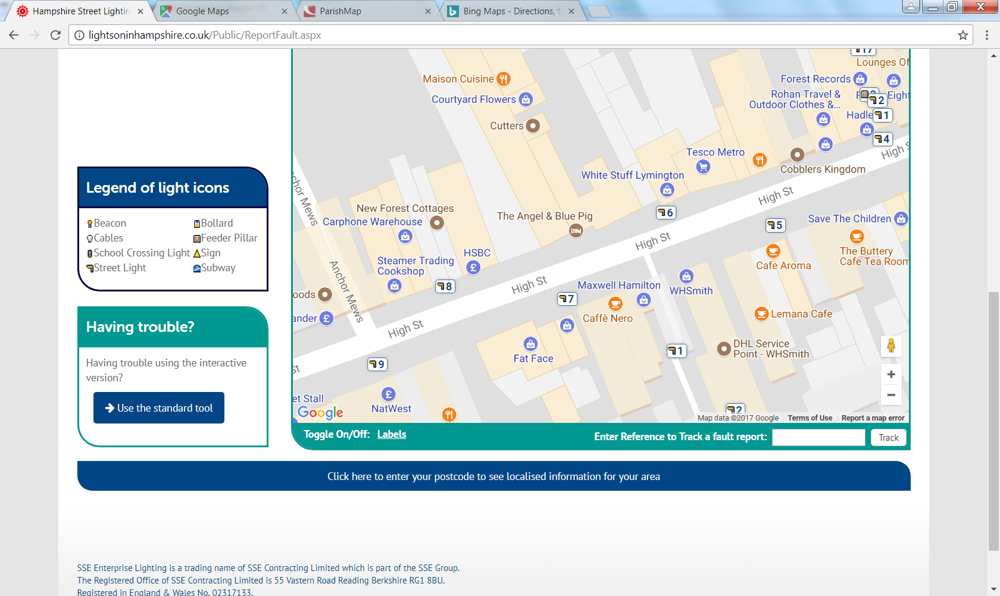 Hampshire Street Lightin
Google Maps
ParishMap
Bing Maps - Directions, t
lightsoninhampshire.co.uk/Public/ReportFault.aspx
Legend of light icons
Beacon
Bollard
Cables
Feeder Pillar
School Crossing Light
Sign
Street Light
Subway
Having trouble?
Having trouble using the interactive
version?
Use the standard tool
17
Lounges Of
Maison Cuisine
Forest Records
Courtyard Flowers
Rohan Travel &
Outdoor Clothes &...
Eight
2
Hadle
1
Cutters
4
High S
Tesco Metro
Cobblers Kingdom
White Stuff Lymington
High St
New Forest Cottages
6
The Angel & Blue Pig
Carphone Warehouse
5
Save The Children
chor Mews
High St
The Buttery
Cafe Tea Room
HSBC
Steamer Trading
Cookshop
Cafe Aroma
Anchor Mews
8
High St
Maxwell Hamilton
WHSmith
oods
7
ander
Caffè Nero
Lemana Cafe
High St
DHL Service
Point - WHSmith
1
Fat Face
9
St
et Stall
NatWest
2
Google
Map data ©2017 Google
Terms of Use
Report a map error
Toggle On/Off: Labels
Enter Reference to Track a fault report:
Track
Click here to enter your postcode to see localised information for your area
SSE Enterprise Lighting is a trading name of SSE Contracting Limited which is part of the SSE Group.
The Registered Office of SSE Contracting Limited is 55 Vastern Road Reading Berkshire RG1 8BU.
Registered in England & Wales No. 02317133.